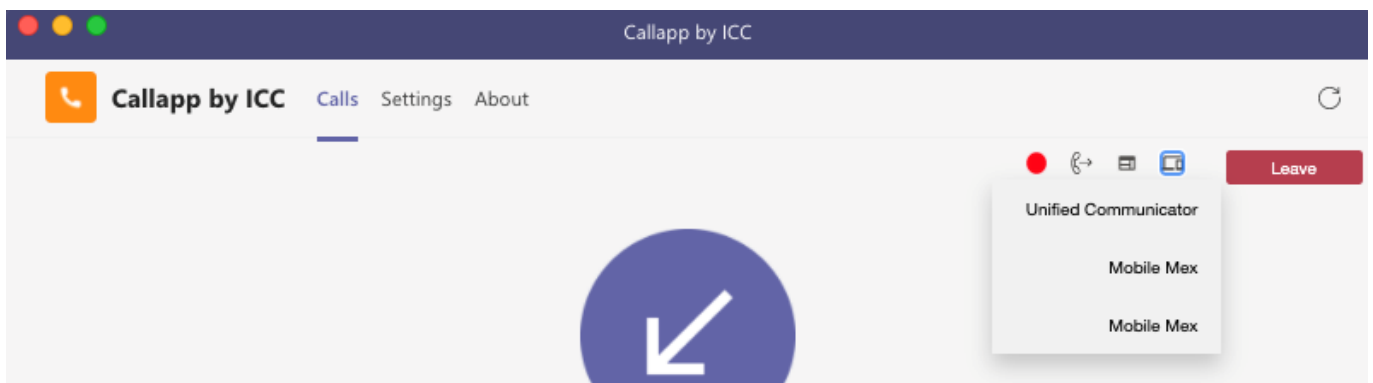 Callapp by ICC
Callapp by ICC Calls Settings About
Leave
Unified Communicator
Mobile Mex
Mobile Mex